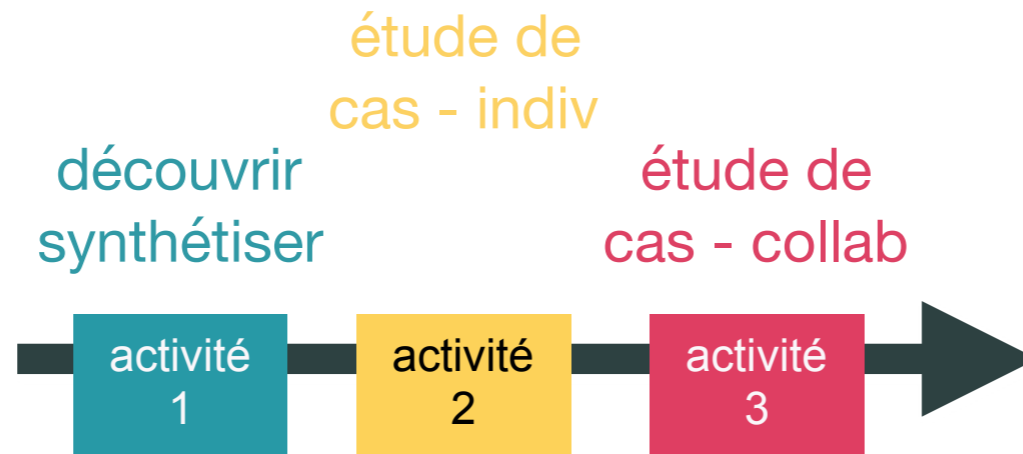 étude de
cas - indiv
découvrir
synthétiser
étude de
cas - collab
activité
1
activité
2
activité
3